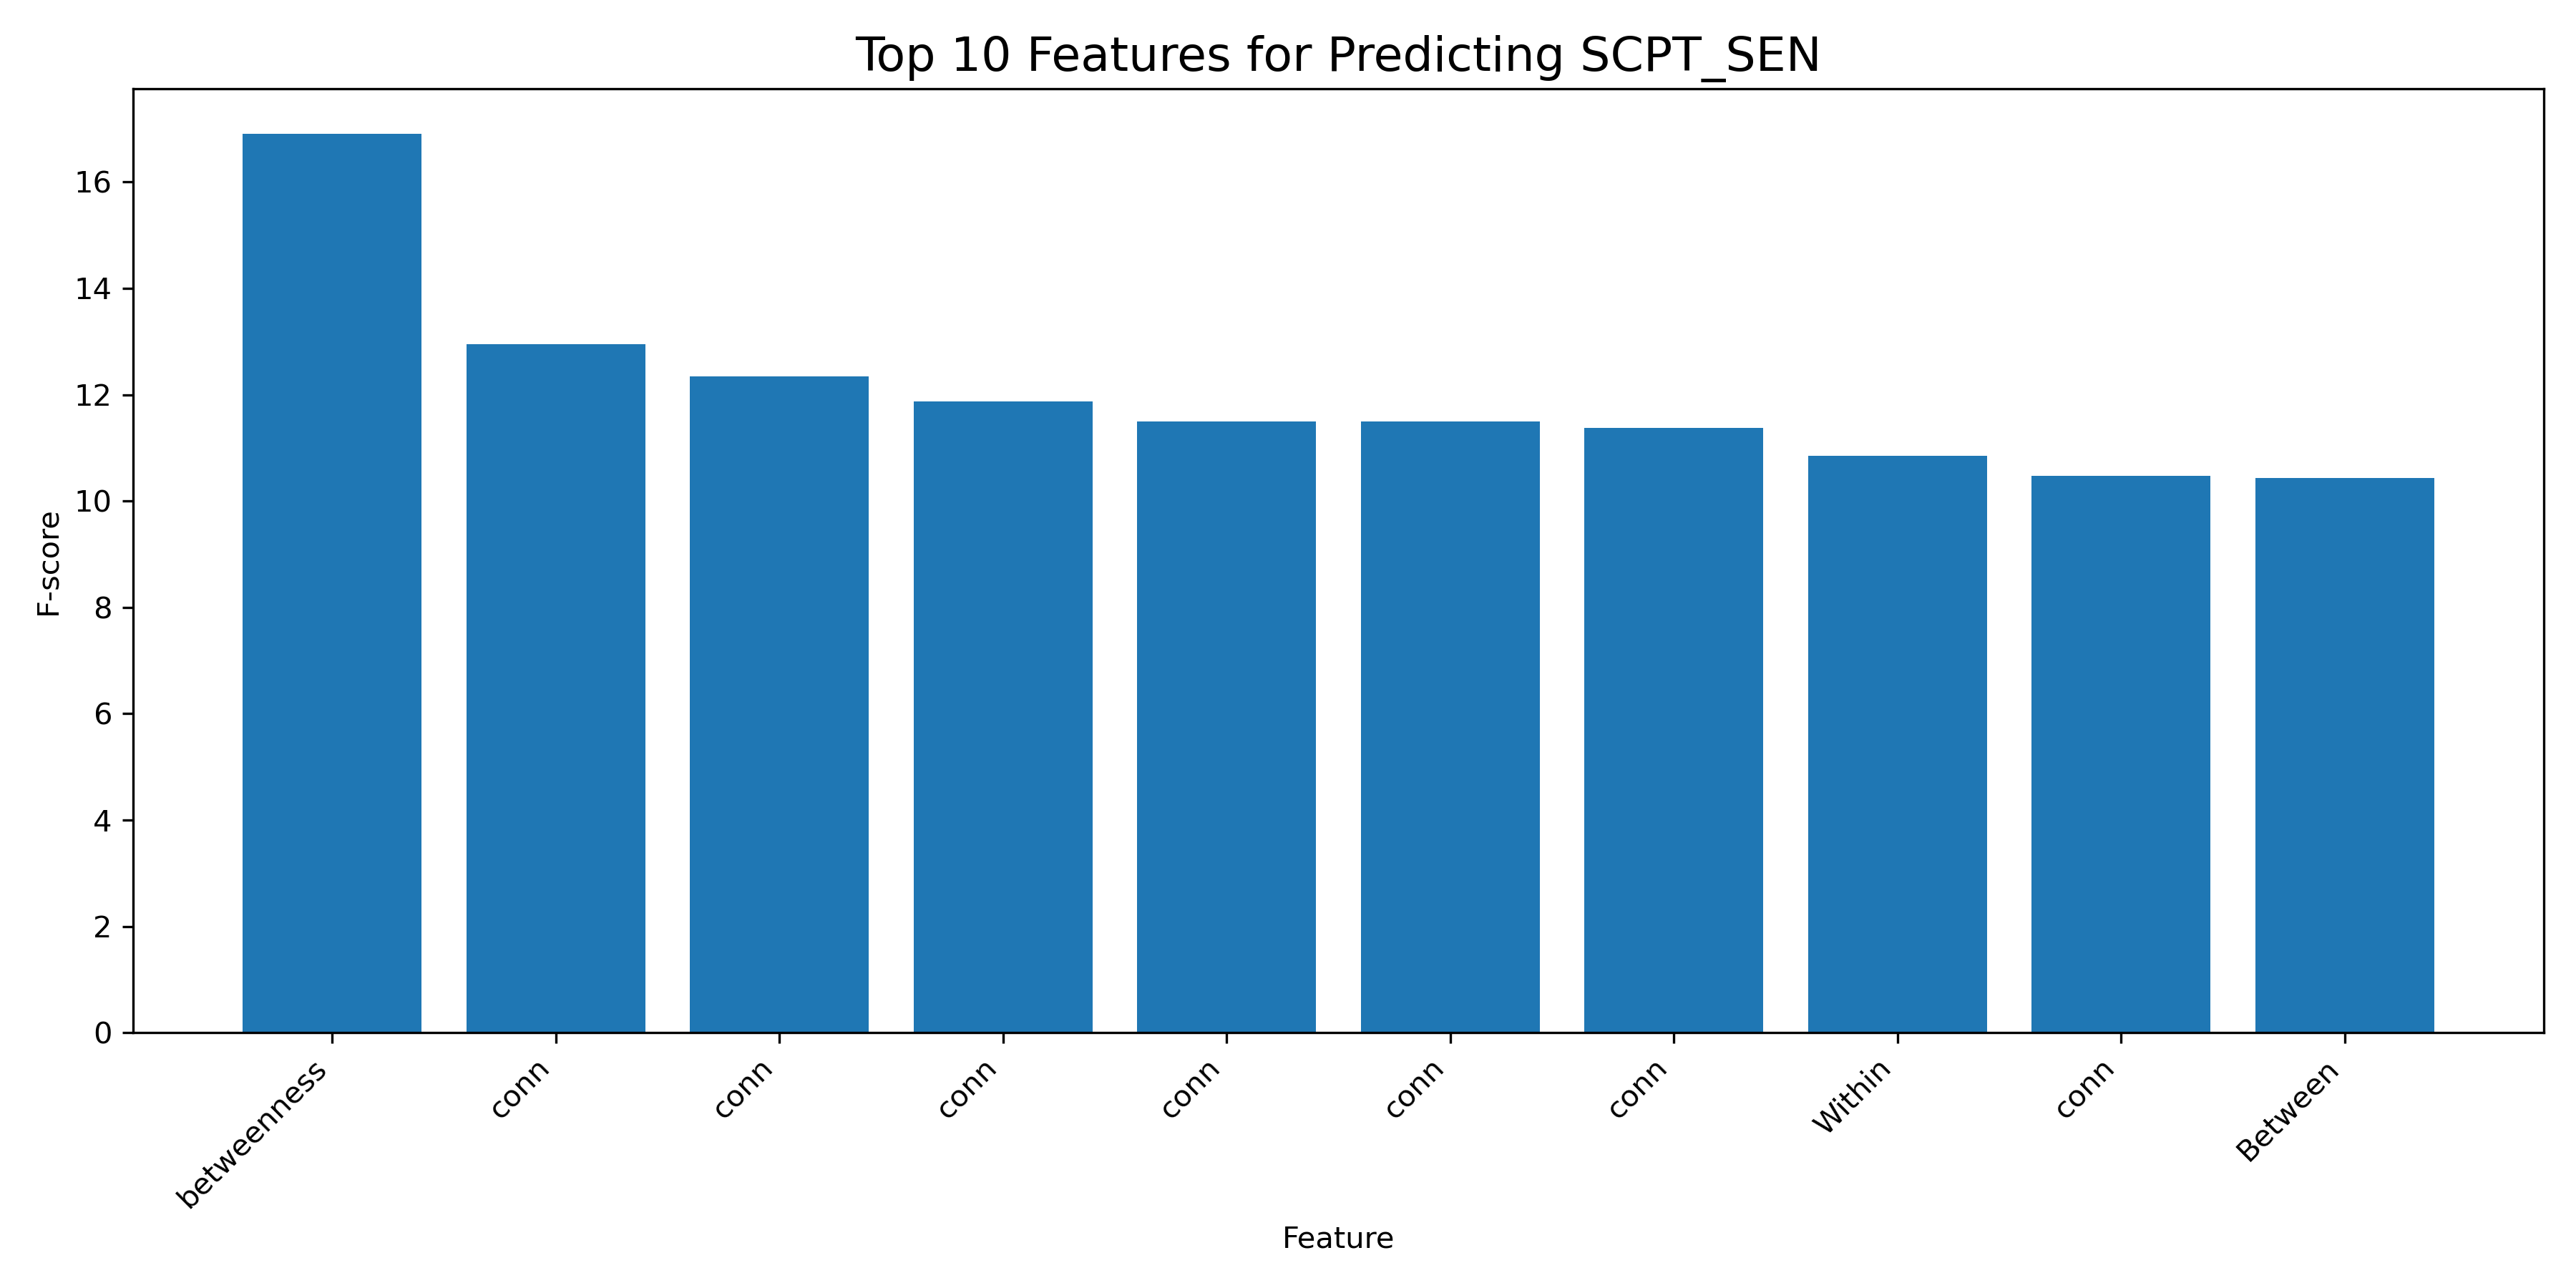 Top 10 Features for Predicting SCPT_SEN
F-score
16
14
12
10
8
6
4
2
0
betweenness
conn
conn
conn
conn
conn
conn
Within
conn
Between
Feature